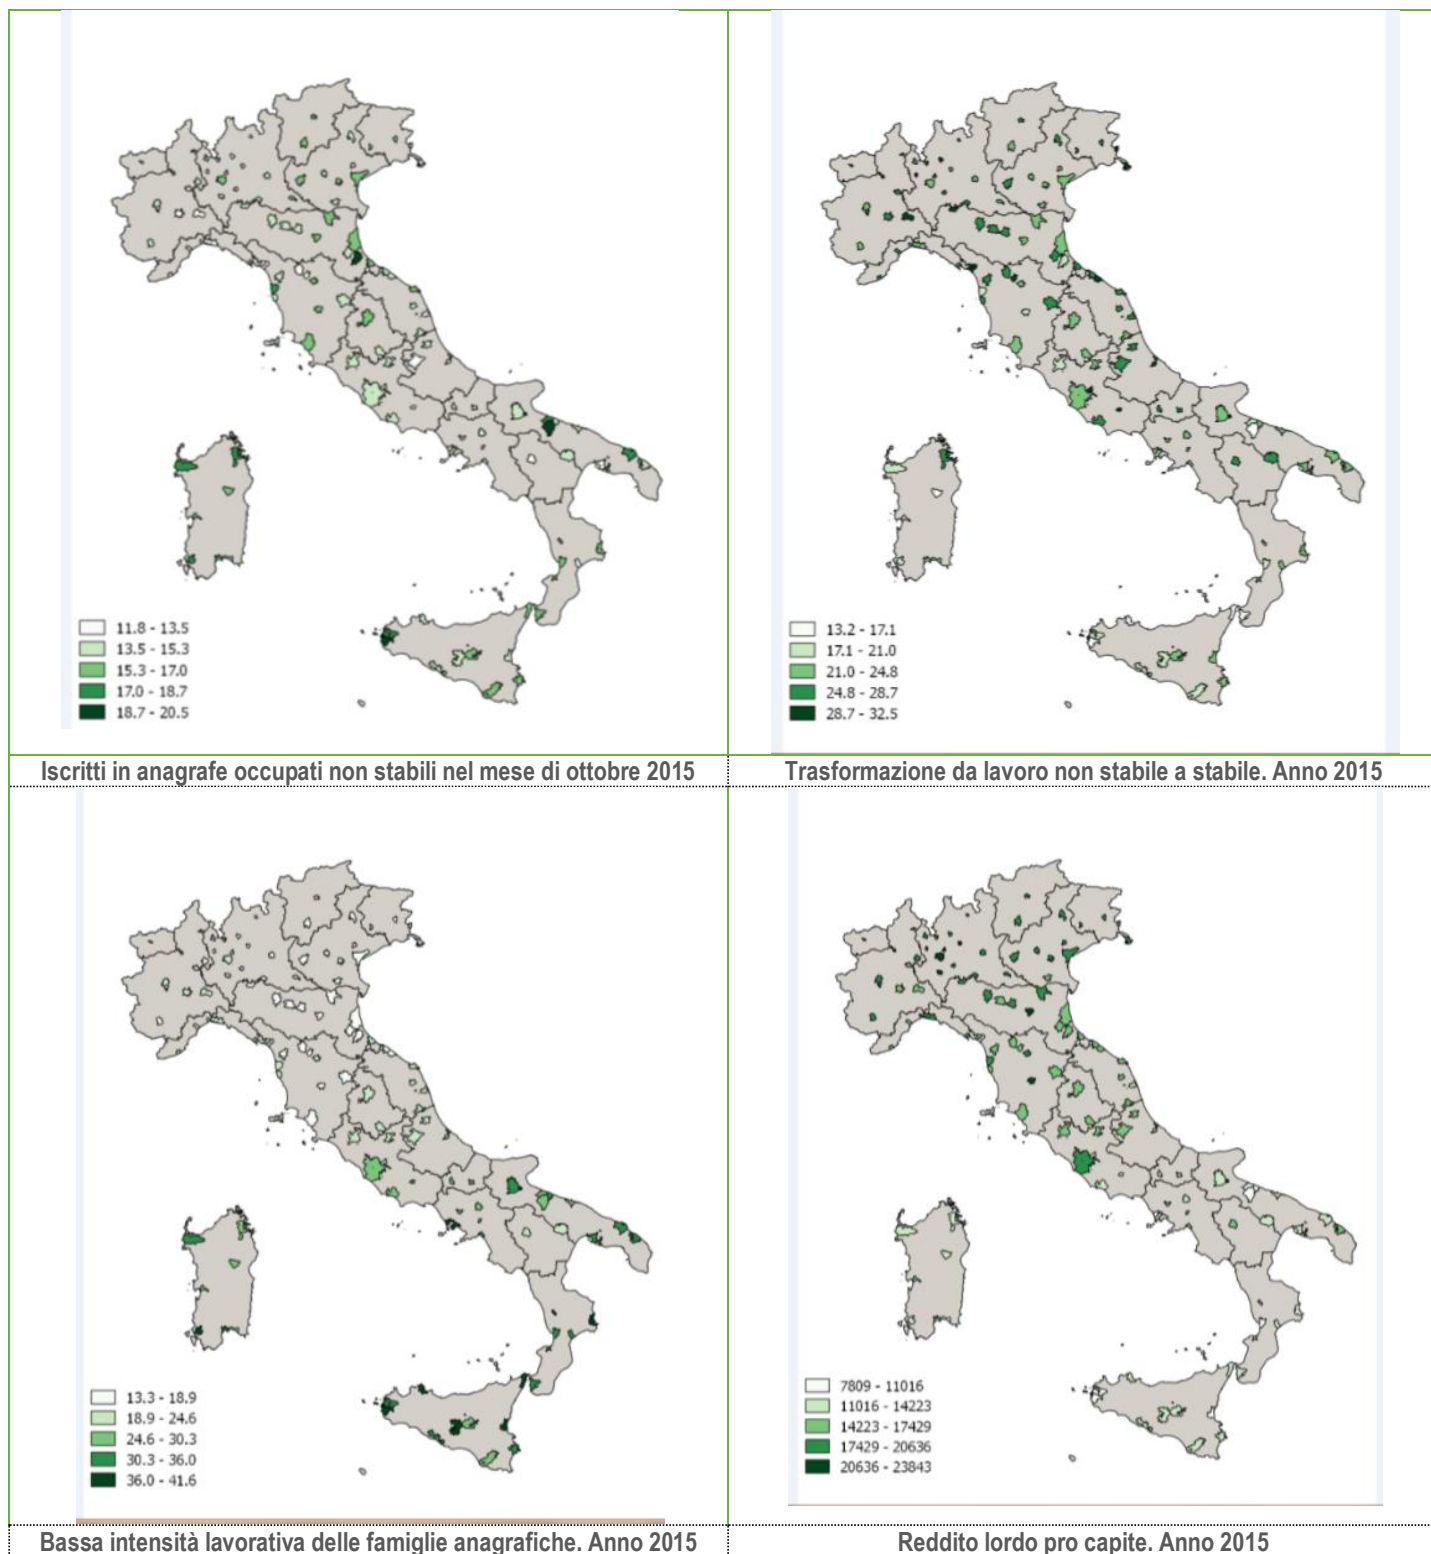 11.8 - 13.5
13.5 - 15.3
15.3 - 17.0
17.0 - 18.7
18.7 - 20.5
13.2 - 17.1
17.1 - 21.0
21.0 - 24.8
24.8 - 28.7
28.7 - 32.5
Iscritti in anagrafe occupati non stabili nel mese di ottobre 2015
Trasformazione da lavoro non stabile a stabile. Anno 2015
13.3 - 18.9
18.9 - 24.6
24.6 - 30.3
30.3 - 36.0
36.0 - 41.6
7809 - 11016
11016 - 14223
14223 - 17429
17429 - 20636
20636 - 23843
Bassa intensità lavorativa delle famiglie anagrafiche. Anno 2015
Reddito lordo pro capite. Anno 2015